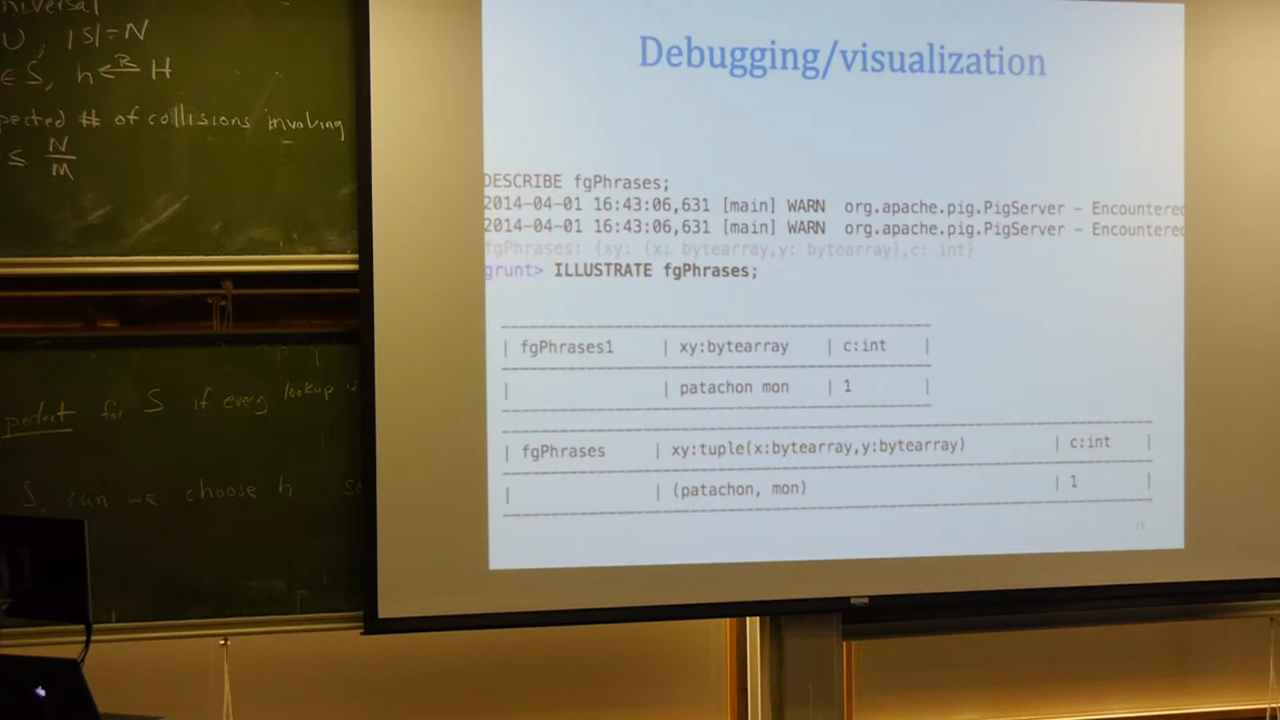 U, |S|=N
∈ S, h ←R H
# of collisions involving
≤ N/M
perfect for S if every lookup
S, can we choose h so
Debugging/visualization
DESCRIBE fgPhrases;
2014-04-01 16:43:06,631 [main] WARN org.apache.pig.PigServer - Encountered
2014-04-01 16:43:06,631 [main] WARN org.apache.pig.PigServer - Encountered
fgPhrases: {xy: (x: bytearray,y: bytearray),c: int}
grunt> ILLUSTRATE fgPhrases;
| fgPhrases1 | xy:bytearray | c:int |
| | patachon mon | 1 |
| fgPhrases | xy:tuple(x:bytearray,y:bytearray) | c:int |
| | (patachon, mon) | 1 |